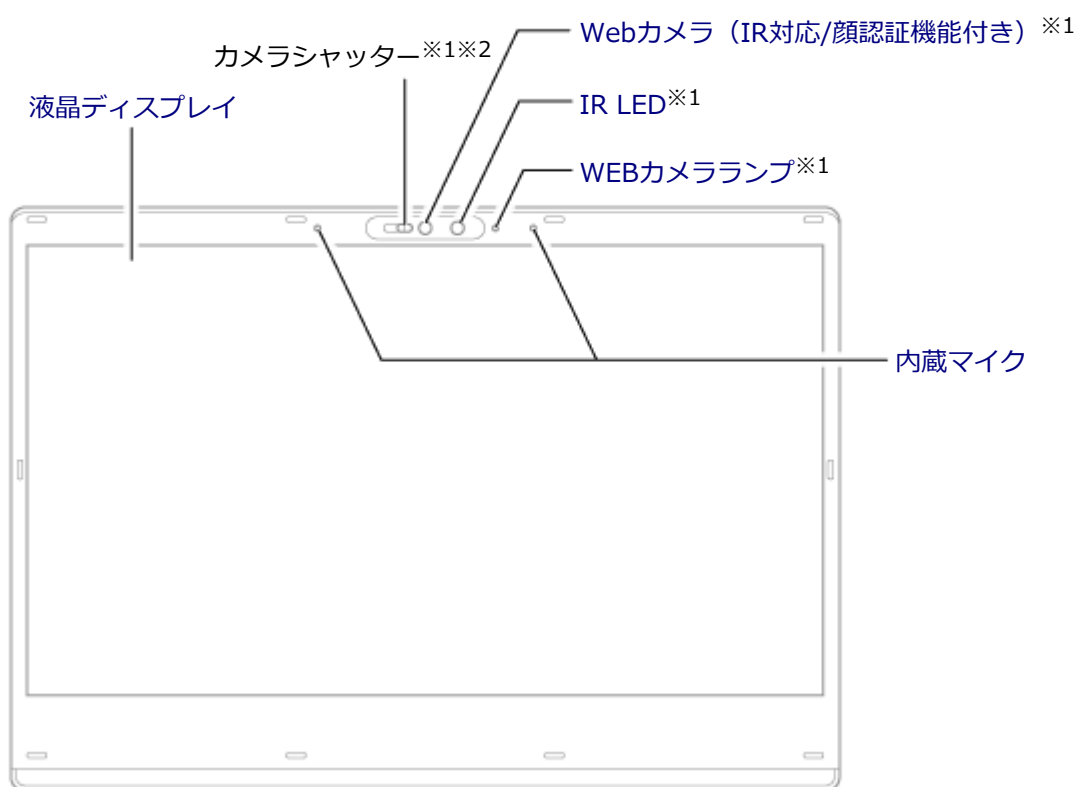 Webカメラ（IR対応/顔認証機能付き）※1
カメラシャッター※1※2
液晶ディスプレイ
IR LED※1
WEBカメラランプ※1
内蔵マイク